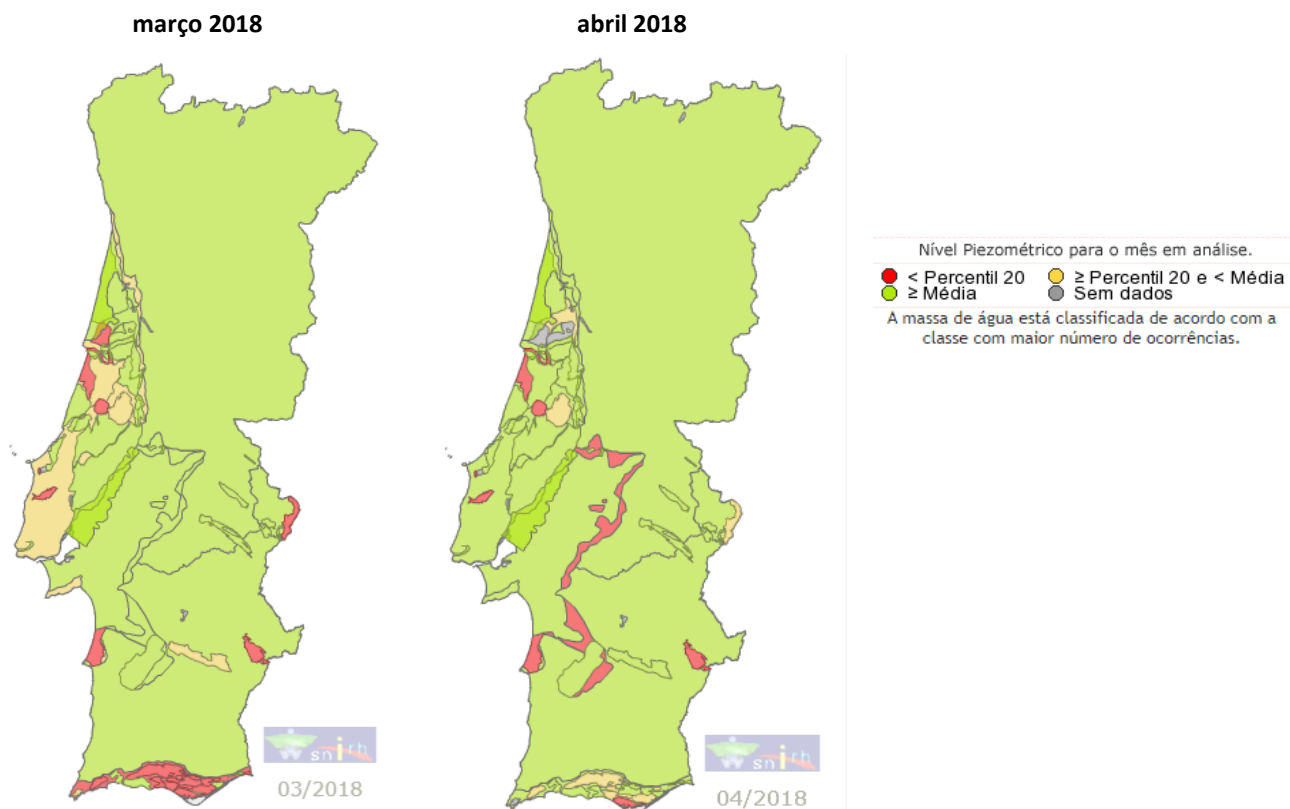 março 2018
abril 2018
Nível Piezométrico para o mês em análise.
< Percentil 20
≥ Percentil 20 e < Média
≥ Média
Sem dados
A massa de água está classificada de acordo com a
classe com maior número de ocorrências.
snirh
03/2018
snirh
04/2018